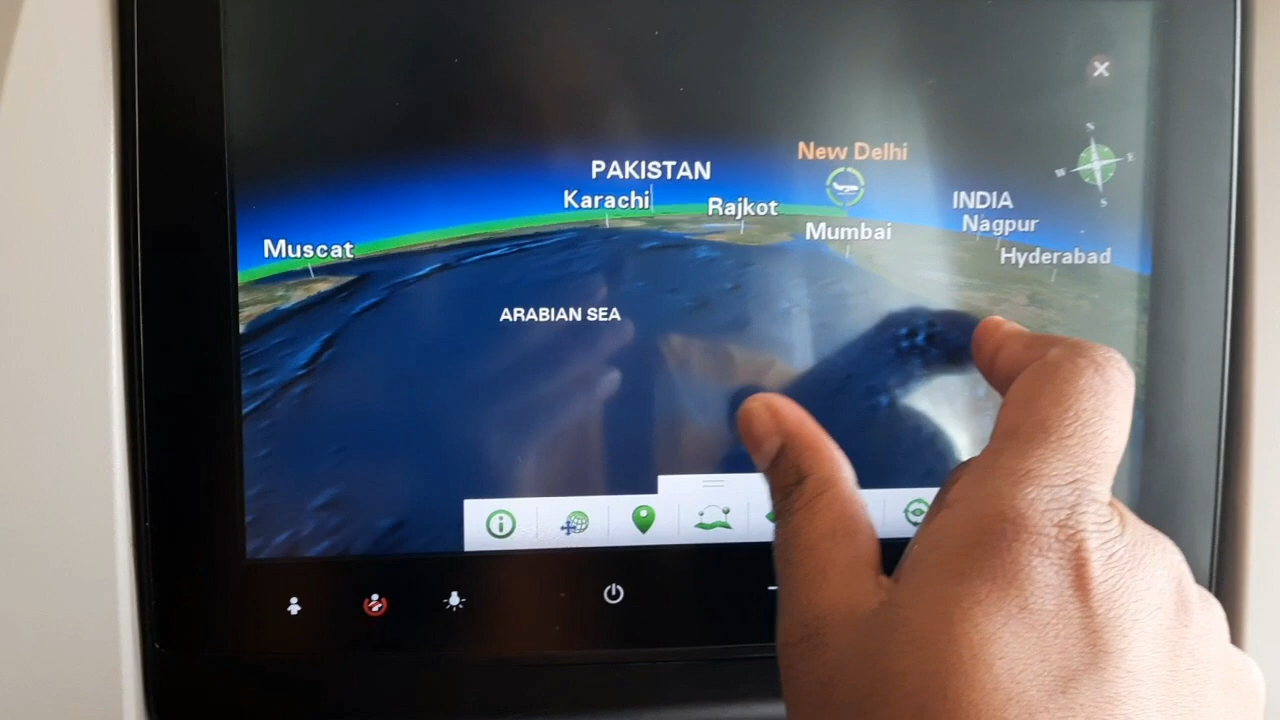 New Delhi
PAKISTAN
Karachi
Rajkot
INDIA
Nagpur
Mumbai
Muscat
Hyderabad
ARABIAN SEA
S
W
E
S